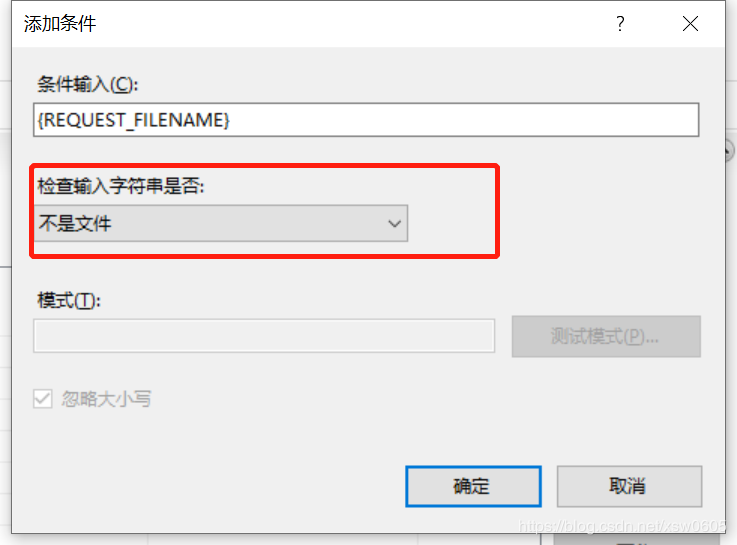 添加条件
条件输入(C):
{REQUEST_FILENAME}
检查输入字符串是否:
不是文件
模式(T):
测试模式(P)...
忽略大小写
确定
取消
https://blog.csdn.net/xsw0605